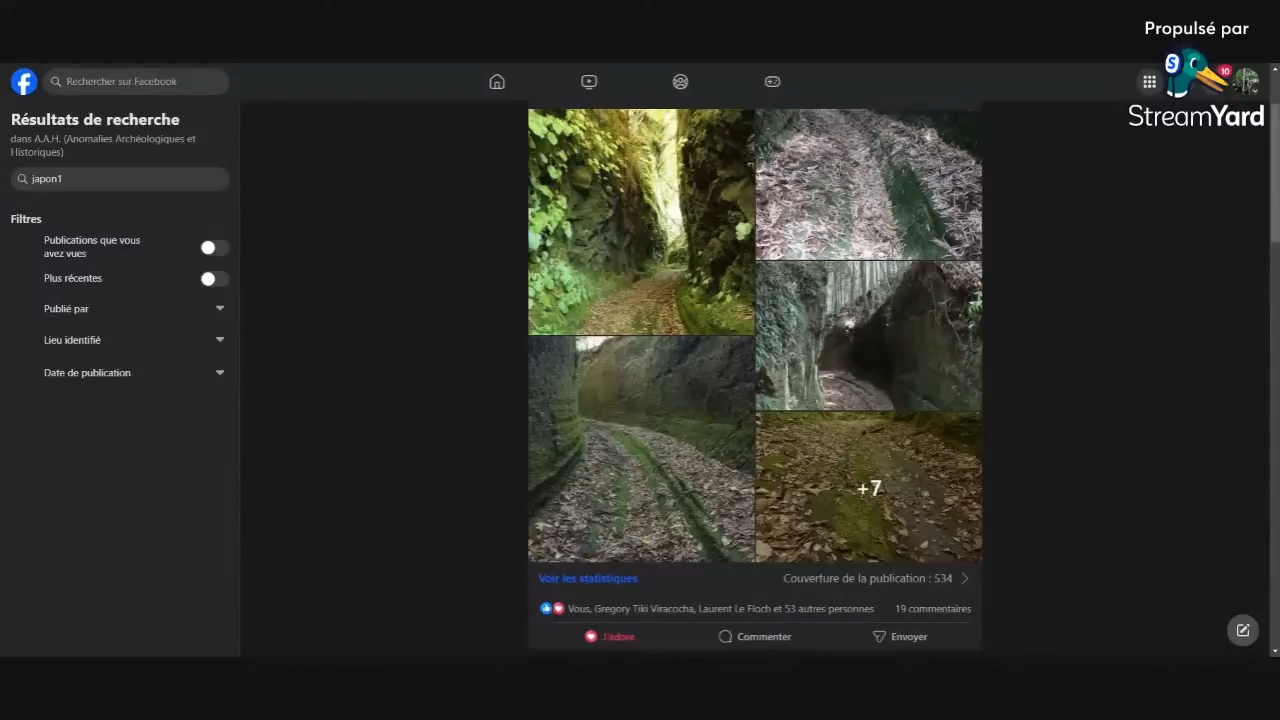 Propulsé par
StreamYard
10
Rechercher sur Facebook
Résultats de recherche
dans A.A.H. (Anomalies Archéologiques et
Historiques)
japon1
Filtres
Publications que vous
avez vues
Plus récentes
Publié par
Lieu identifié
Date de publication
+7
Voir les statistiques
Couverture de la publication : 534
Vous, Gregory Tiki Viracocha, Laurent Le Floch et 53 autres personnes
19 commentaires
J'adore
Commenter
Envoyer